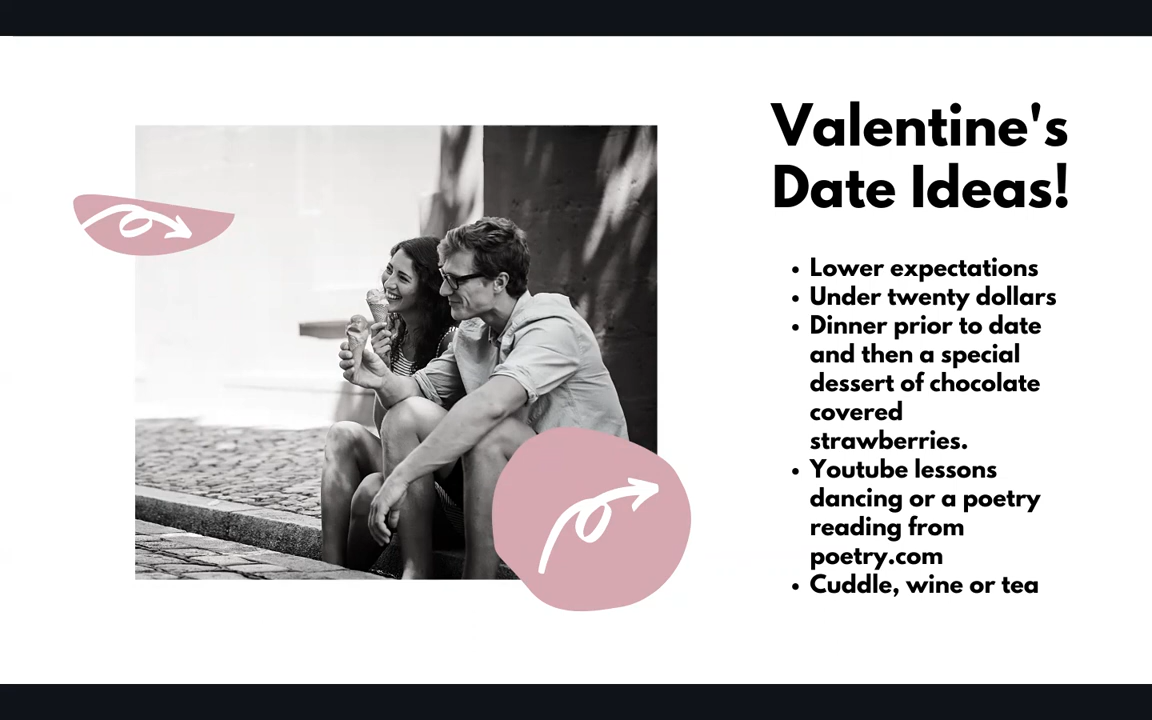 Valentine's
Date Ideas!
• Lower expectations
• Under twenty dollars
• Dinner prior to date
and then a special
dessert of chocolate
covered
strawberries.
• Youtube lessons
dancing or a poetry
reading from
poetry.com
• Cuddle, wine or tea